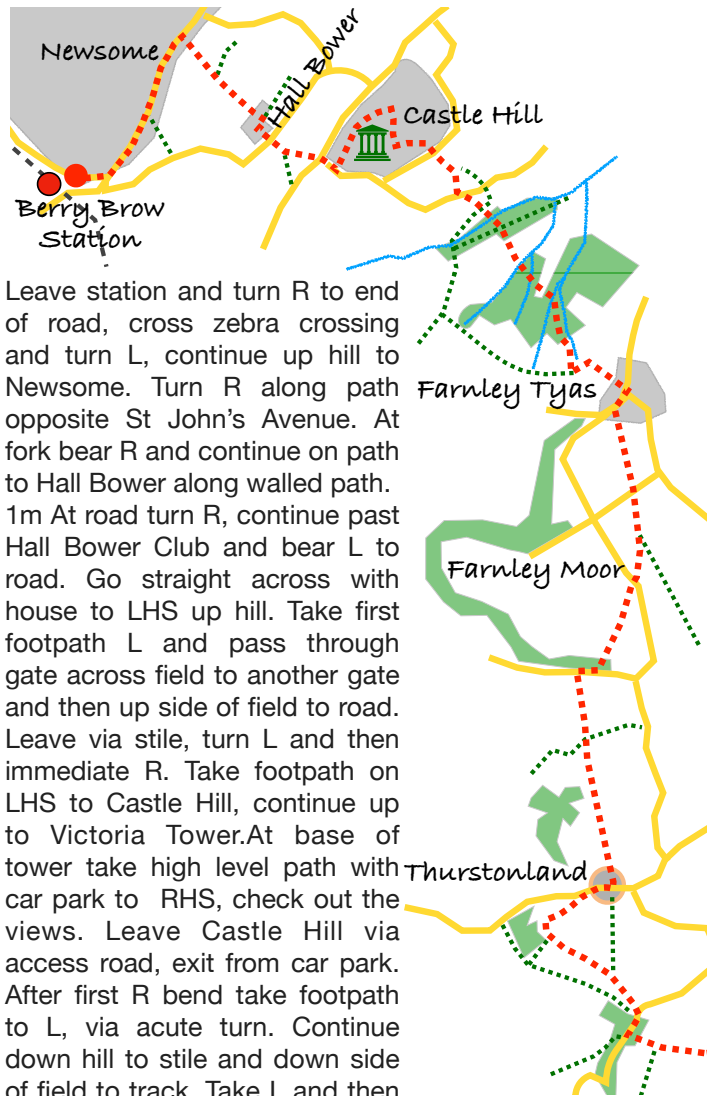 Newsome
Hall Bower
Castle Hill
Berry Brow
Station
Leave station and turn R to end
of road, cross zebra crossing
and turn L, continue up hill to
Newsome. Turn R along path
opposite St John’s Avenue. At
fork bear R and continue on path
to Hall Bower along walled path.
1m At road turn R, continue past
Hall Bower Club and bear L to
road. Go straight across with
house to LHS up hill. Take first
footpath L and pass through
gate across field to another gate
and then up side of field to road.
Leave via stile, turn L and then
immediate R. Take footpath on
LHS to Castle Hill, continue up
to Victoria Tower.At base of
tower take high level path with
car park to RHS, check out the
views. Leave Castle Hill via
access road, exit from car park.
After first R bend take footpath
to L, via acute turn. Continue
down hill to stile and down side
of field to track. Take L and then
Farnley Tyas
Farnley Moor
Thurstonland